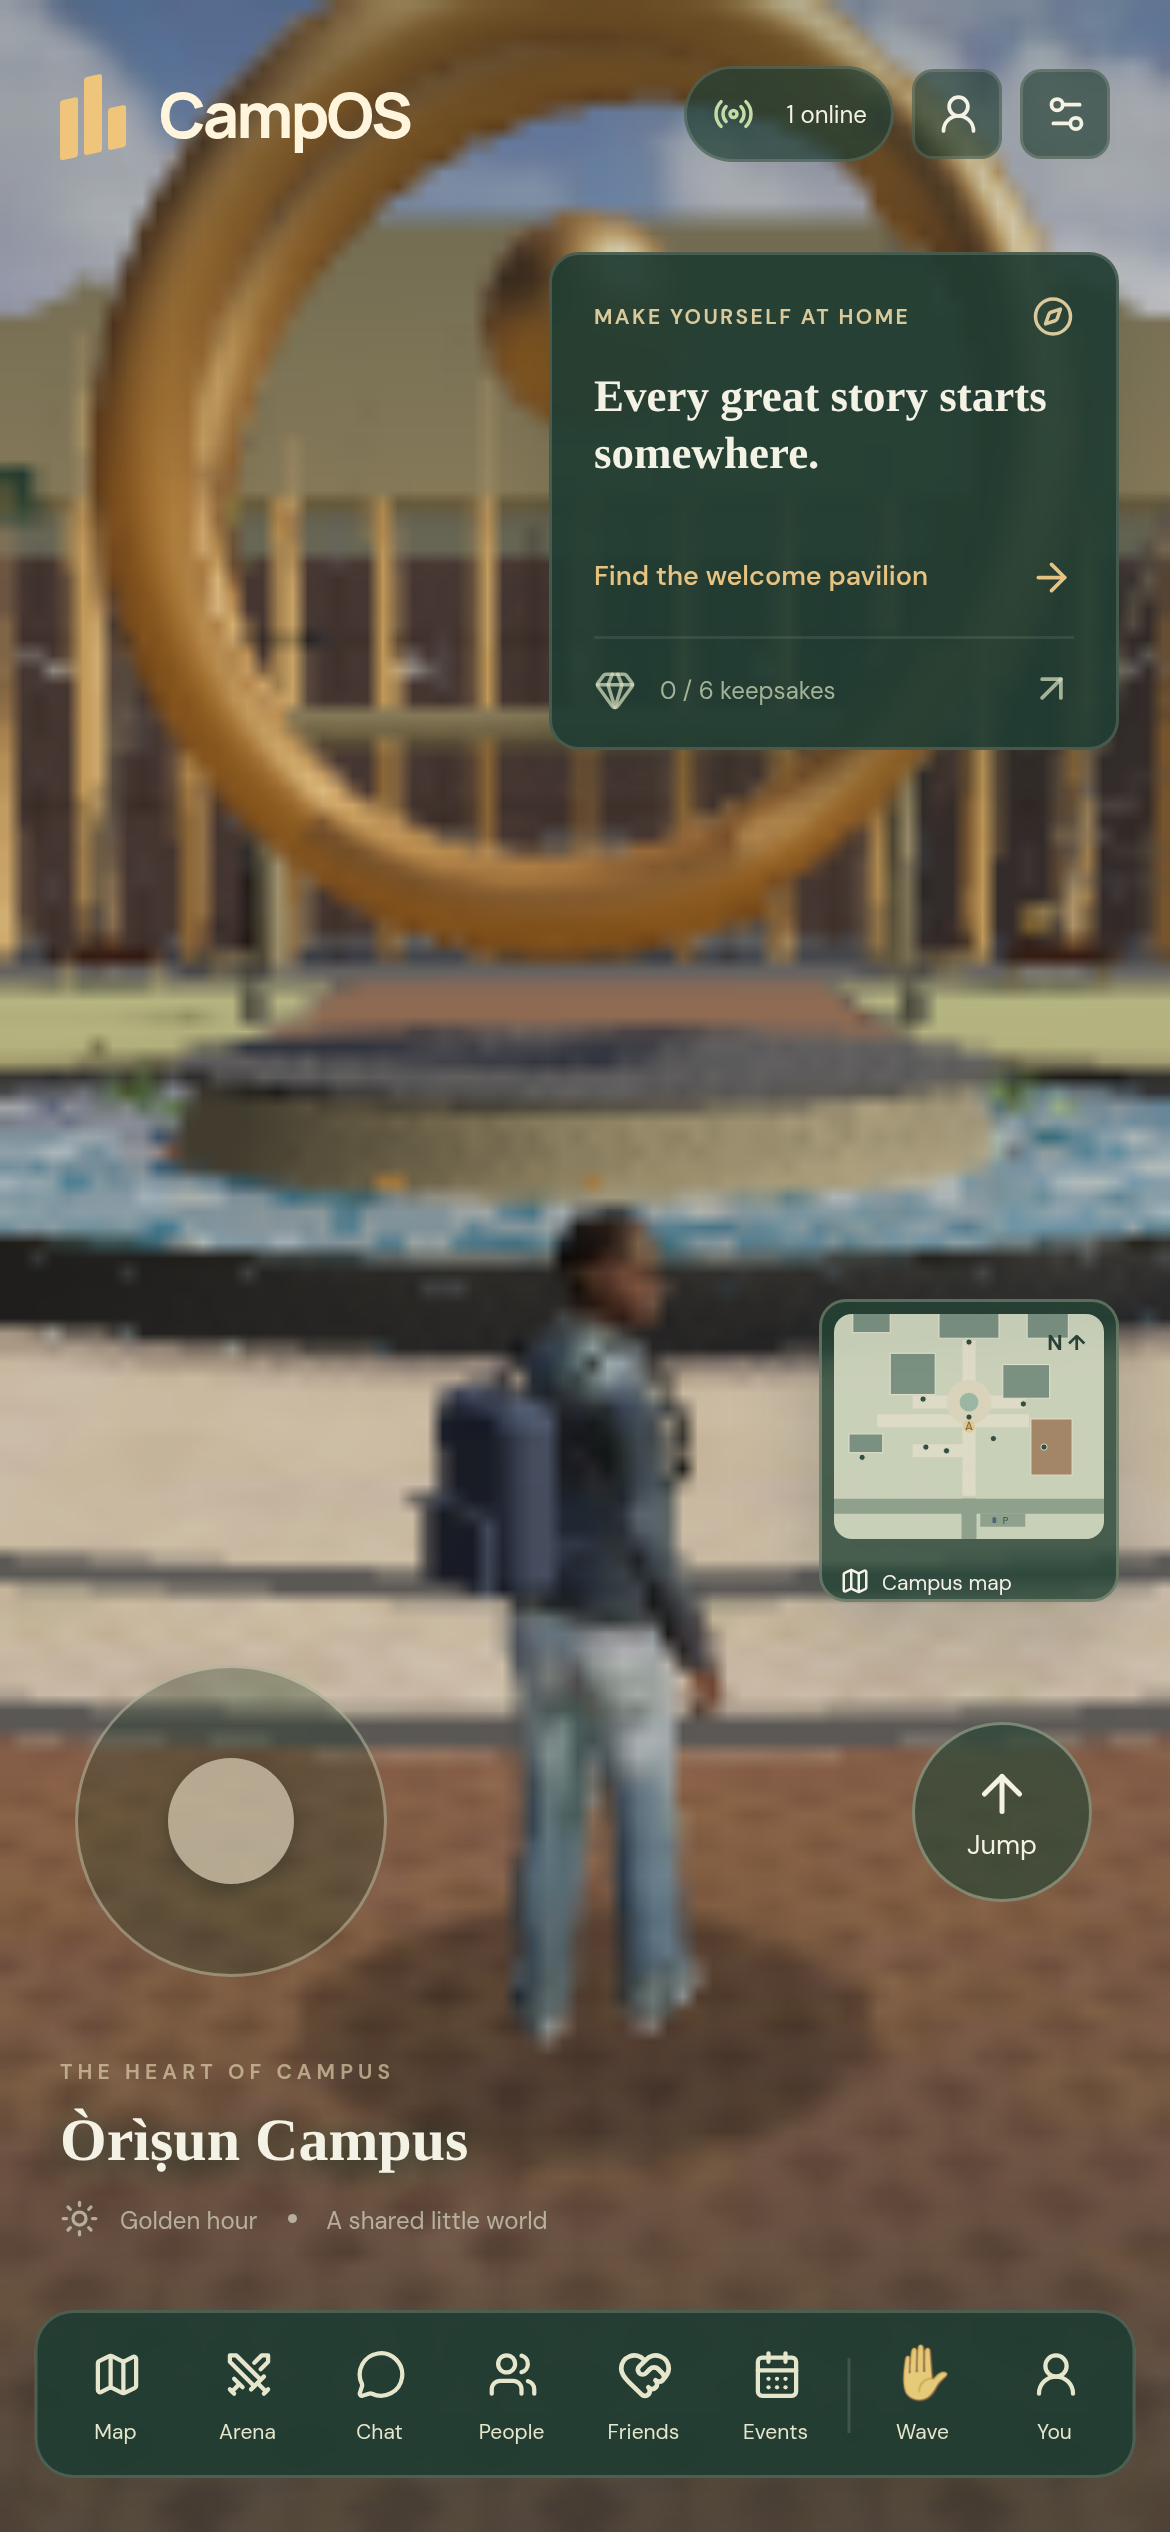 CampOS
1 online
MAKE YOURSELF AT HOME
Every great story starts
somewhere.
Find the welcome pavilion
0 / 6 keepsakes
N
A
P
Campus map
Jump
THE HEART OF CAMPUS
Òrìṣun Campus
Golden hour • A shared little world
Map Arena Chat People Friends Events Wave You